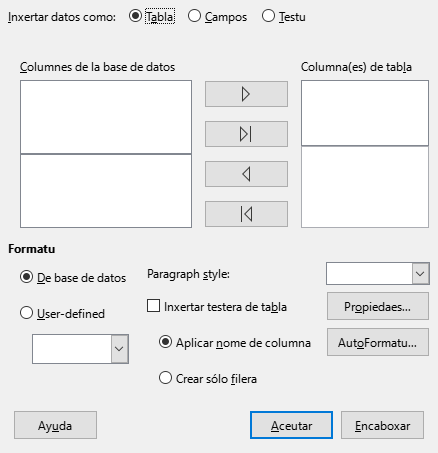 Inxertar datos como: Tabla Campos Testu
Columnes de la base de datos Columna(es) de tabla
Formatu
De base de datos Paragraph style:
User-defined Inxertar testera de tabla Propiedaes...
Aplicar nome de columna AutoFormatu...
Crear sólo filera
Ayuda Aceutar Encaboxar